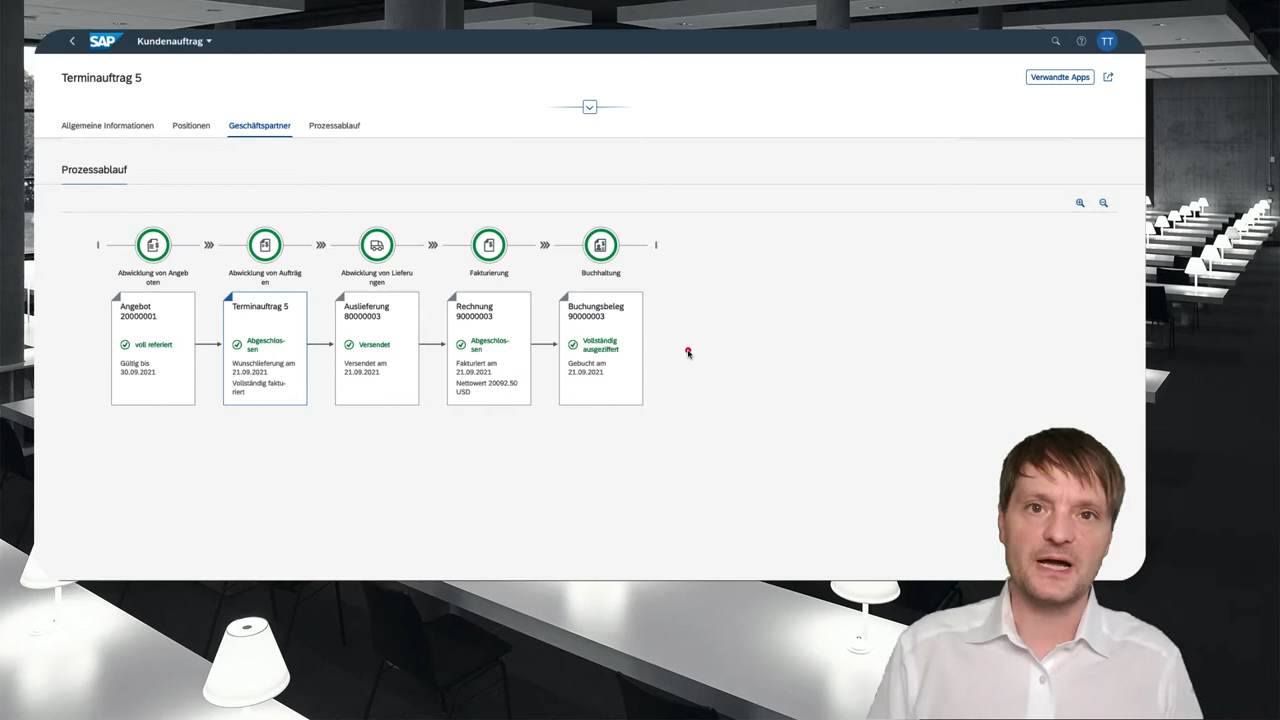 SAP Kundenauftrag TT
Terminauftrag 5
Verwandte Apps
Allgemeine Informationen Positionen Geschäftspartner Prozessablauf
Prozessablauf
Abwicklung von Angeb
oten
Abwicklung von Aufträg
en
Abwicklung von Lieferu
ngen
Fakturierung
Buchhaltung
Angebot
20000001
voll referiert
Gültig bis
30.09.2021
Terminauftrag 5
Abgeschlos-
sen
Wunschlieferung am
21.09.2021
Vollständig faktu-
riert
Auslieferung
80000003
Versendet
Versendet am
21.09.2021
Rechnung
90000003
Abgeschlos-
sen
Fakturiert am
21.09.2021
Nettowert 20092.50
USD
Buchungsbeleg
90000003
Vollständig
ausgeziffert
Gebucht am
21.09.2021